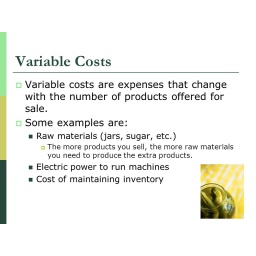 Variable Costs
Variable costs are expenses that change
with the number of products offered for
sale.
Some examples are:
Raw materials (jars, sugar, etc.)
The more products you sell, the more raw materials
you need to produce the extra products.
Electric power to run machines
Cost of maintaining inventory